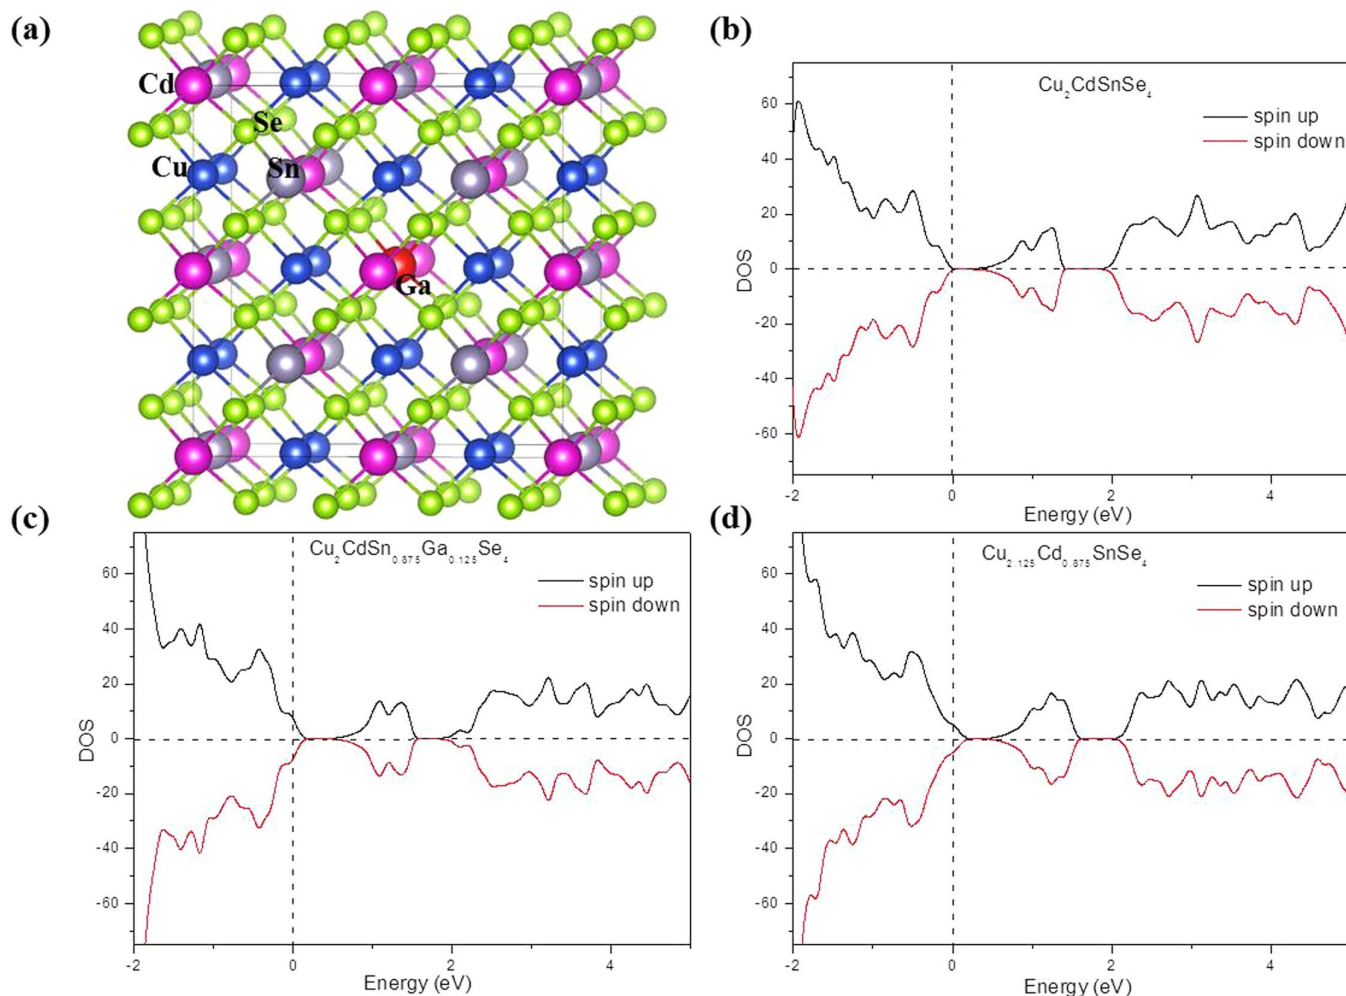 (a)
Cd
Se
Cu
Sn
Ga
(b)
Cu₂CdSnSe₄
spin up
spin down
60
40
20
0
-20
-40
-60
DOS
-2
0
2
4
Energy (eV)
(c)
Cu₂CdSn₀.₈₇₅Ga₀.₁₂₅Se₄
spin up
spin down
60
40
20
0
-20
-40
-60
DOS
-2
0
2
4
Energy (eV)
(d)
Cu₂.₁₂₅Cd₀.₈₇₅SnSe₄
spin up
spin down
60
40
20
0
-20
-40
-60
DOS
-2
0
2
4
Energy (eV)